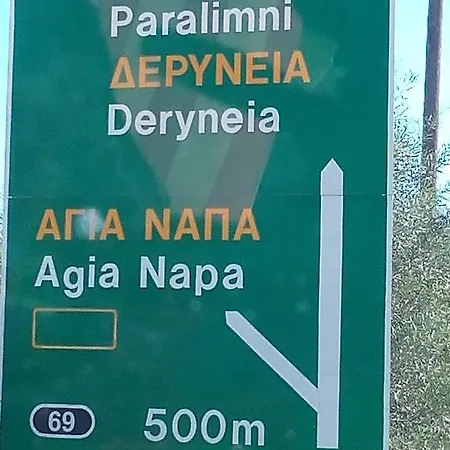 Paralimni
ΔΕΡΥΝΕΙΑ
Deryneia
ΑΓΙΑ ΝΑΠΑ
Agia Napa
69 500m